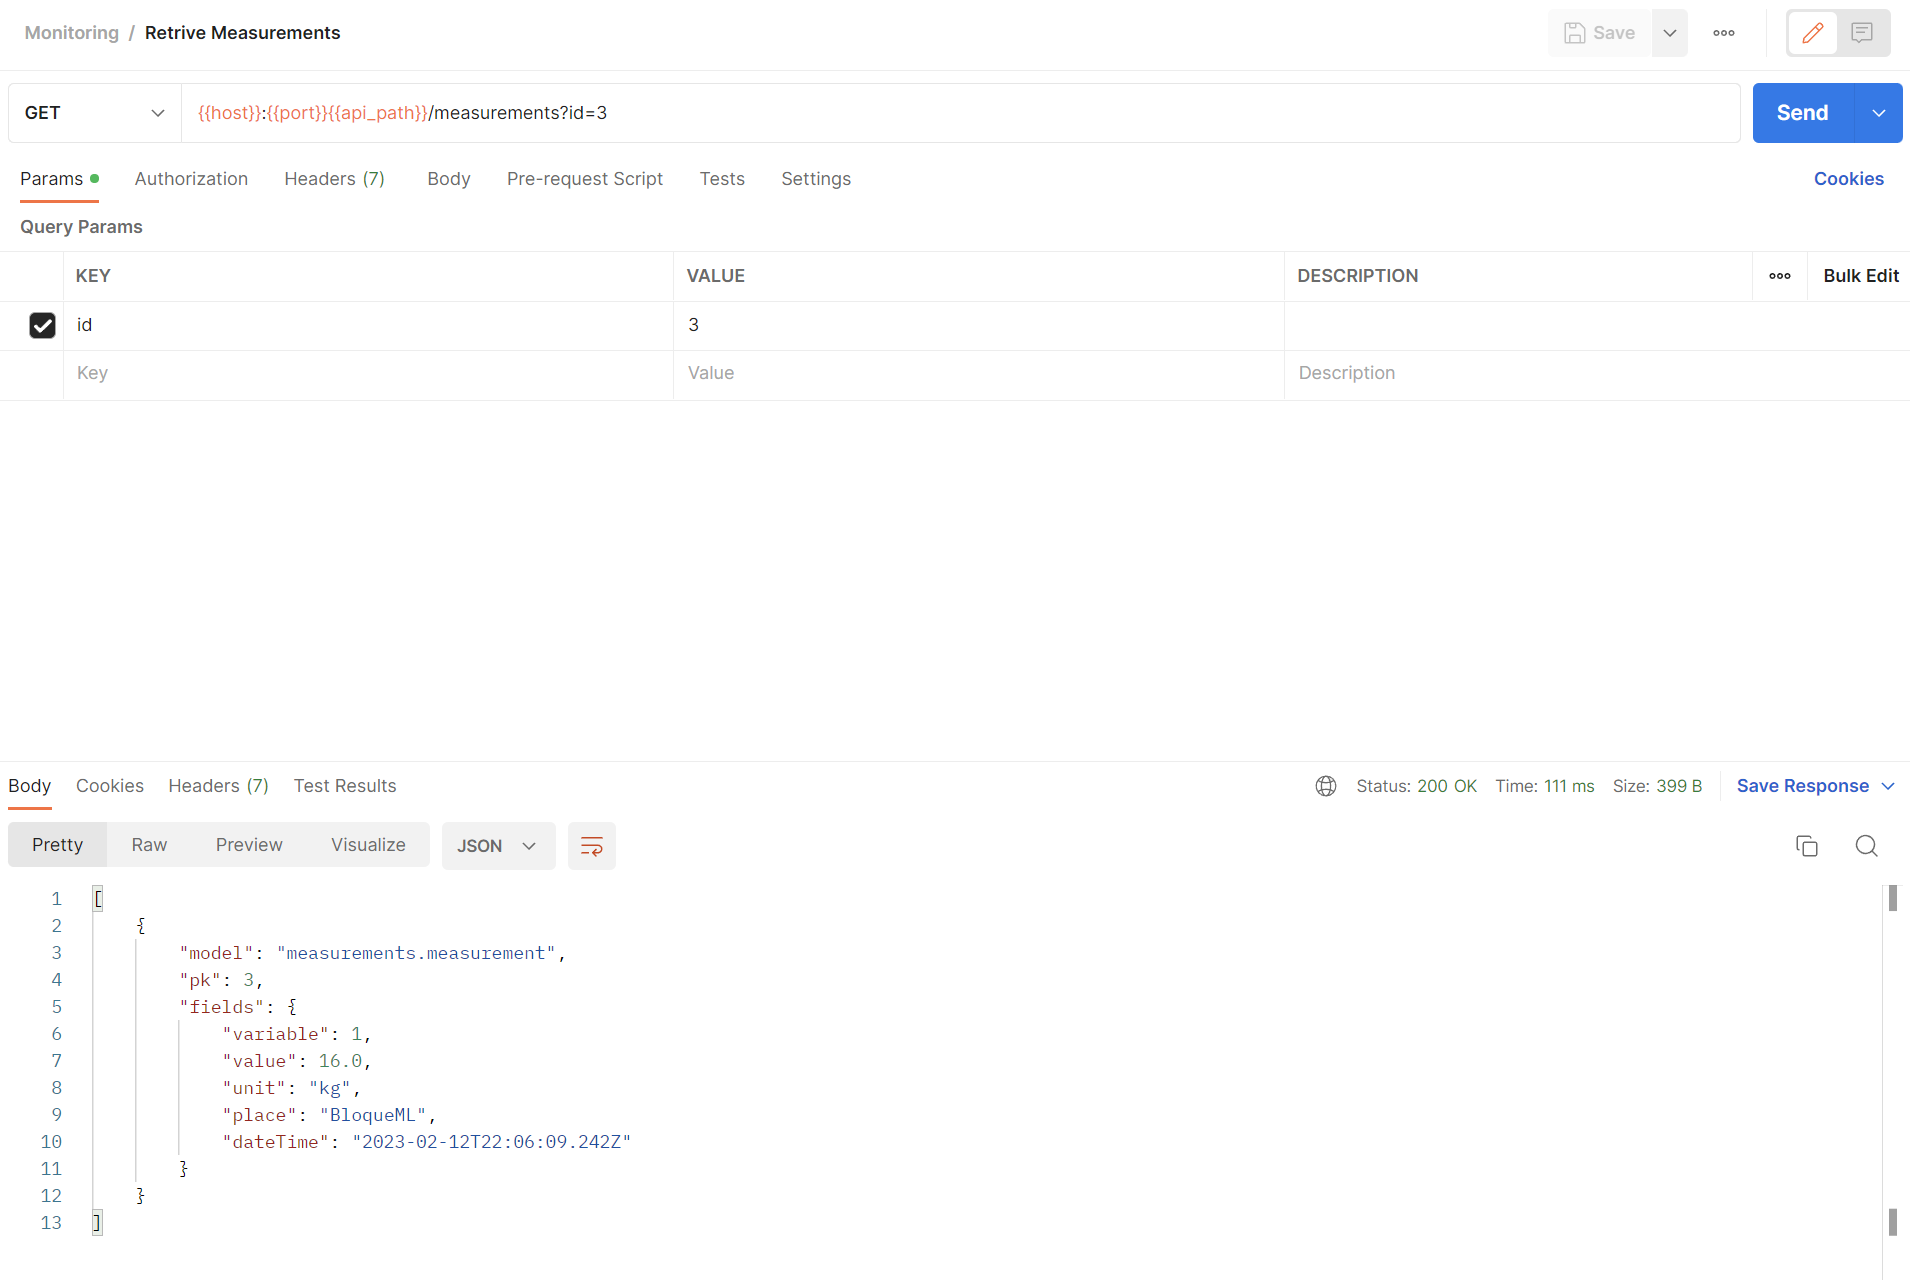 Monitoring / Retrive Measurements
Save
GET {{host}}:{{port}}{{api_path}}/measurements?id=3 Send
Params Authorization Headers (7) Body Pre-request Script Tests Settings Cookies
Query Params
KEY VALUE DESCRIPTION Bulk Edit
id 3
Key Value Description
Body Cookies Headers (7) Test Results Status: 200 OK Time: 111 ms Size: 399 B Save Response
Pretty Raw Preview Visualize JSON
1 [
2 {
3 "model": "measurements.measurement",
4 "pk": 3,
5 "fields": {
6 "variable": 1,
7 "value": 16.0,
8 "unit": "kg",
9 "place": "BloqueML",
10 "dateTime": "2023-02-12T22:06:09.242Z"
11 }
12 }
13 ]